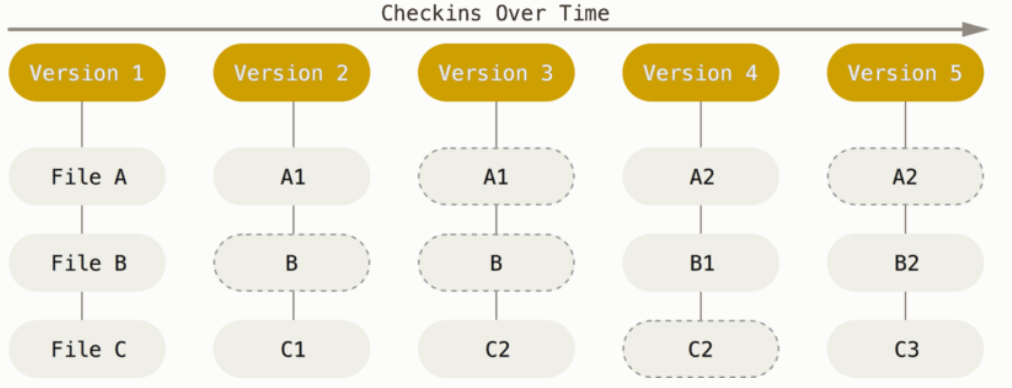 Checkins Over Time
Version 1 Version 2 Version 3 Version 4 Version 5
File A A1 A1 A2 A2
File B B B B1 B2
File C C1 C2 C2 C3